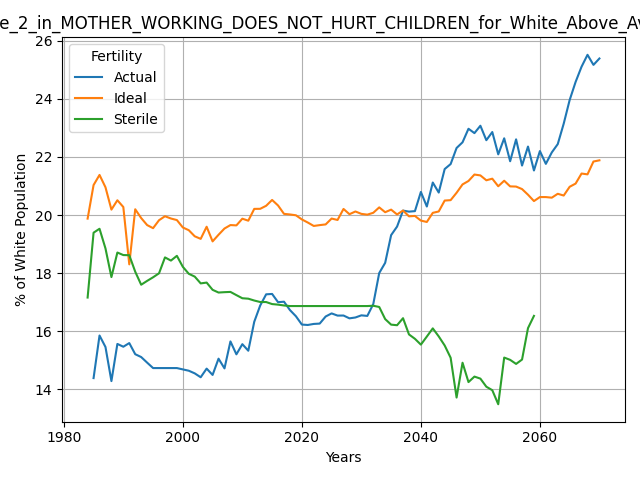 e_2_in_MOTHER_WORKING_DOES_NOT_HURT_CHILDREN_for_White_Above_Av
26
24
22
20
18
16
14
% of White Population
Fertility
Actual
Ideal
Sterile
1980 2000 2020 2040 2060
Years